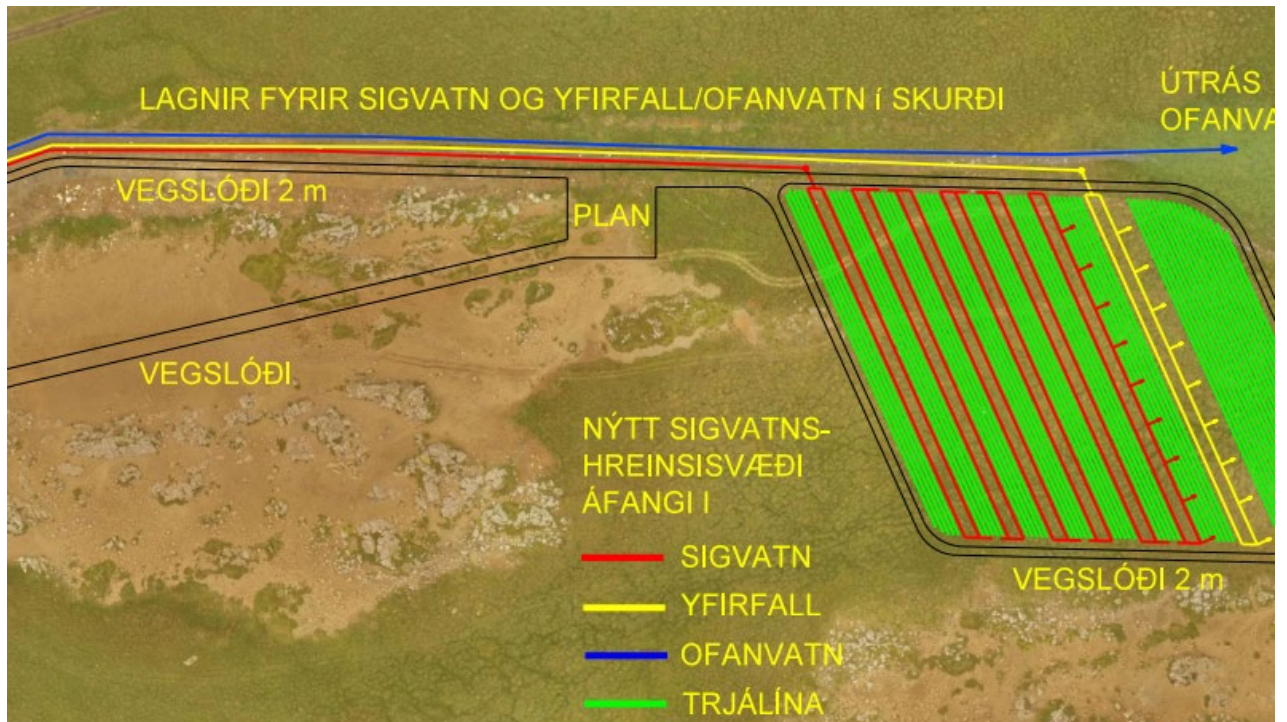 LAGNIR FYRIR SIGVATN OG YFIRFALL/OFANVATN í SKURÐI
ÚTRÁS
OFANVA
VEGSLÓÐI 2 m
PLAN
VEGSLÓÐI
NÝTT SIGVATNS-
HREINSISVÆÐI
ÁFANGI I
SIGVATN
YFIRFALL
OFANVATN
TRJÁLÍNA
VEGSLÓÐI 2 m